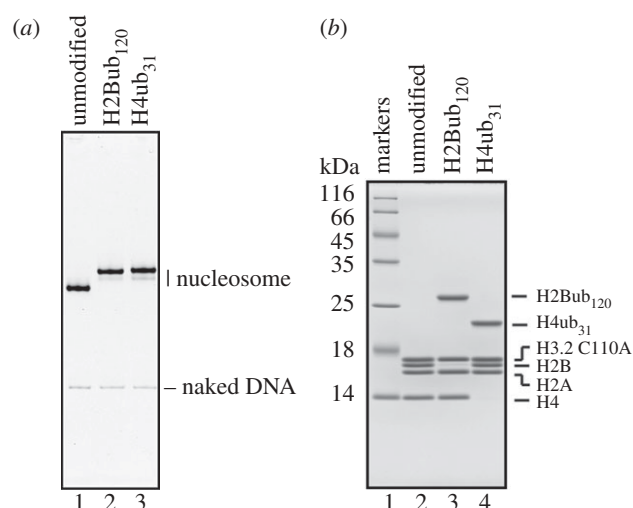 (a)
unmodified
H2Bub120
H4ub31
nucleosome
naked DNA
1 2 3
(b)
kDa
markers
unmodified
H2Bub120
H4ub31
116
66
45
35
25
18
14
H2Bub120
H4ub31
H3.2 C110A
H2B
H2A
H4
1 2 3 4